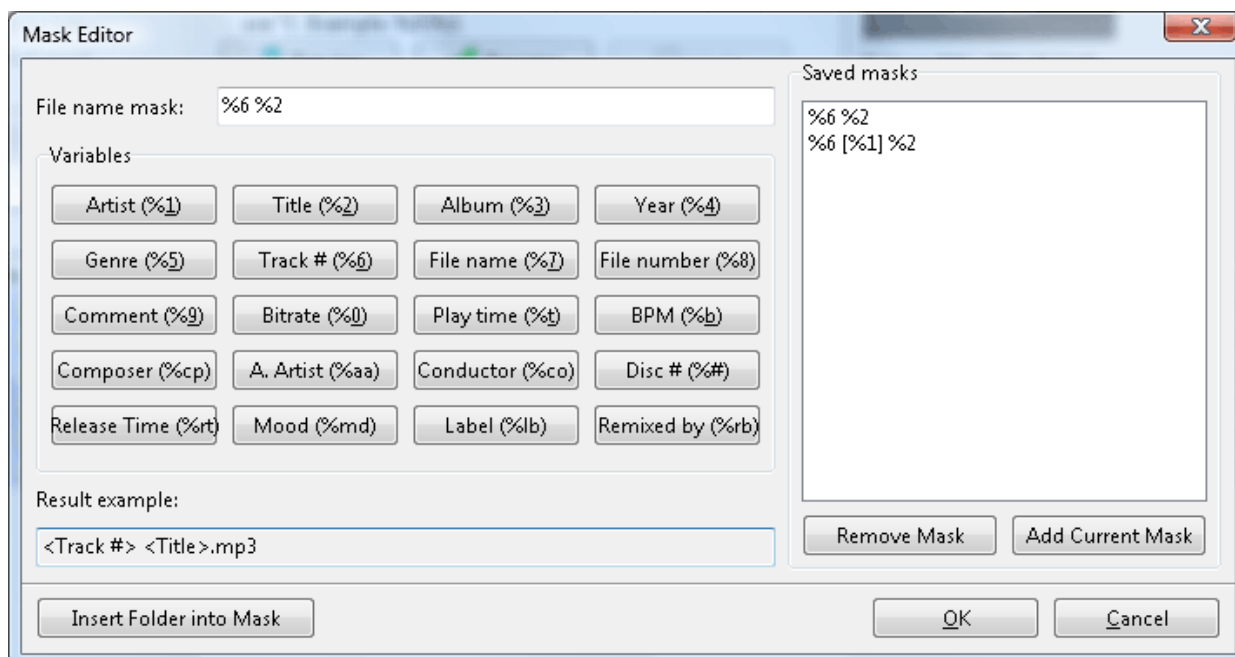 Mask Editor
File name mask: %6 %2
Variables
Artist (%1) Title (%2) Album (%3) Year (%4)
Genre (%5) Track # (%6) File name (%7) File number (%8)
Comment (%9) Bitrate (%0) Play time (%t) BPM (%b)
Composer (%cp) A. Artist (%aa) Conductor (%co) Disc # (%#)
Release Time (%rt) Mood (%md) Label (%lb) Remixed by (%rb)
Result example:
<Track #> <Title>.mp3
Insert Folder into Mask
Saved masks
%6 %2
%6 [%1] %2
Remove Mask Add Current Mask
OK Cancel